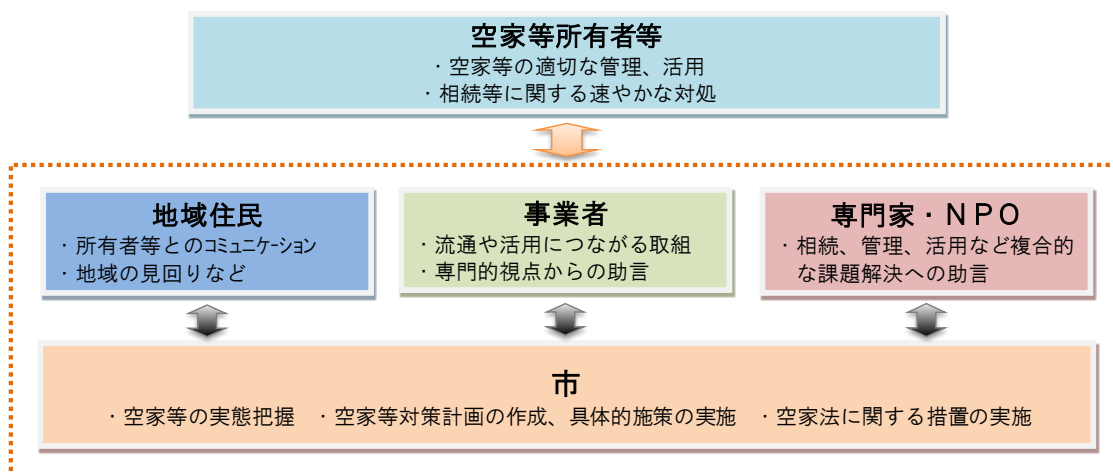 空家等所有者等
・空家等の適切な管理、活用
・相続等に関する速やかな対処
地域住民
・所有者等とのコミュニケーション
・地域の見回りなど
事業者
・流通や活用につながる取組
・専門的視点からの助言
専門家・ＮＰＯ
・相続、管理、活用など複合的
な課題解決への助言
市
・空家等の実態把握　・空家等対策計画の作成、具体的施策の実施　・空家法に関する措置の実施